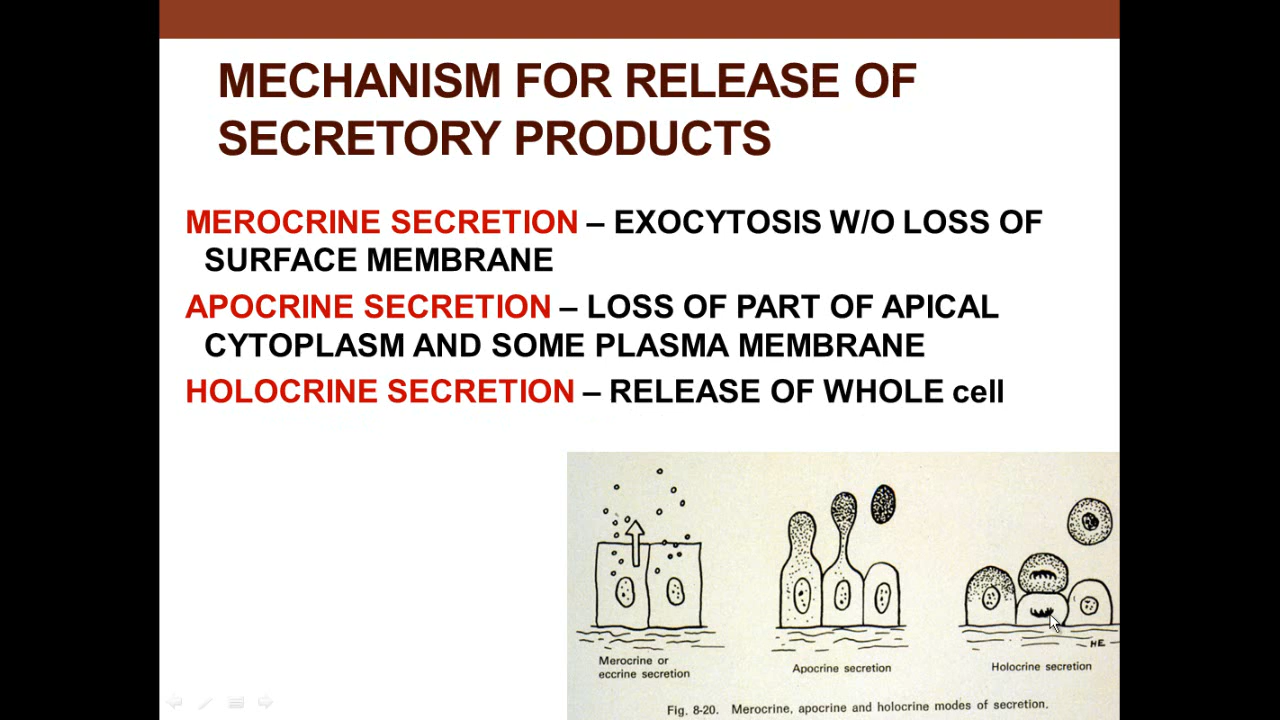 MECHANISM FOR RELEASE OF
SECRETORY PRODUCTS
MEROCRINE SECRETION – EXOCYTOSIS W/O LOSS OF
SURFACE MEMBRANE
APOCRINE SECRETION – LOSS OF PART OF APICAL
CYTOPLASM AND SOME PLASMA MEMBRANE
HOLOCRINE SECRETION – RELEASE OF WHOLE cell
HE
Merocrine or
eccrine secretion
Apocrine secretion
Holocrine secretion
Fig. 8-20. Merocrine, apocrine and holocrine modes of secretion.